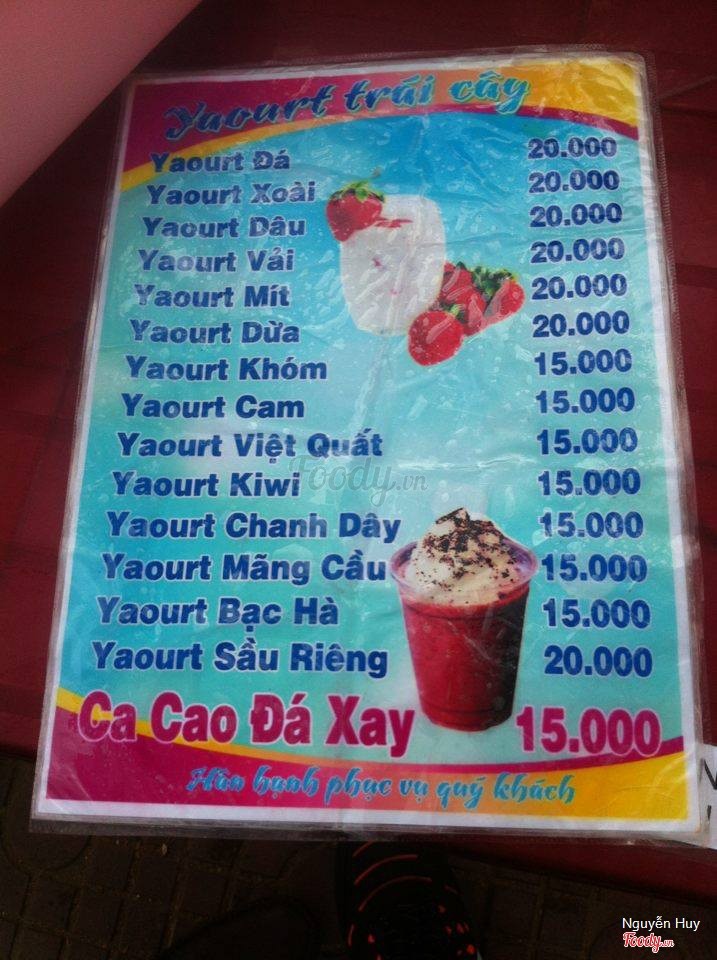 Yaourt trái cây
Yaourt Đá 20.000
Yaourt Xoài 20.000
Yaourt Dâu 20.000
Yaourt Vải 20.000
Yaourt Mít 20.000
Yaourt Dừa 20.000
Yaourt Khóm 15.000
Yaourt Cam 15.000
Yaourt Việt Quất 15.000
Yaourt Kiwi 15.000
Yaourt Chanh Dây 15.000
Yaourt Mãng Cầu 15.000
Yaourt Bạc Hà 15.000
Yaourt Sầu Riêng 20.000
Ca Cao Đá Xay 15.000
Hân hạnh phục vụ quý khách
Foody.vn
Nguyễn Huy
Foody.vn